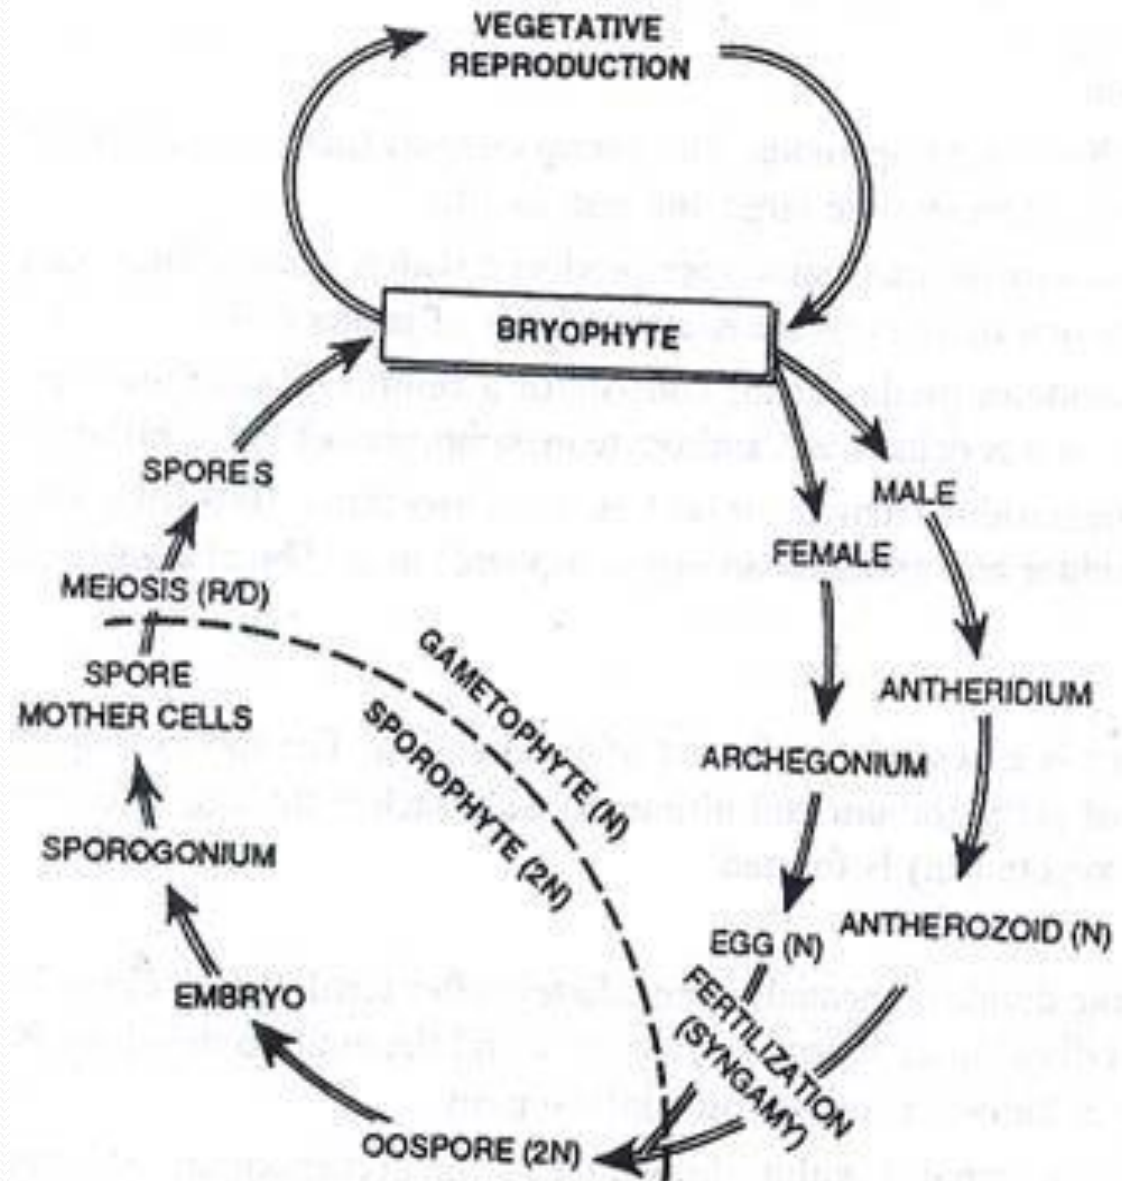 VEGETATIVE
REPRODUCTION
BRYOPHYTE
SPORES
MALE
FEMALE
MEIOSIS (R/D)
GAMETOPHYTE (N)
SPOROPHYTE (2N)
SPORE
MOTHER CELLS
ANTHERIDIUM
ARCHEGONIUM
SPOROGONIUM
EGG (N)
ANTHEROZOID (N)
EMBRYO
FERTILIZATION
(SYNGAMY)
OOSPORE (2N)